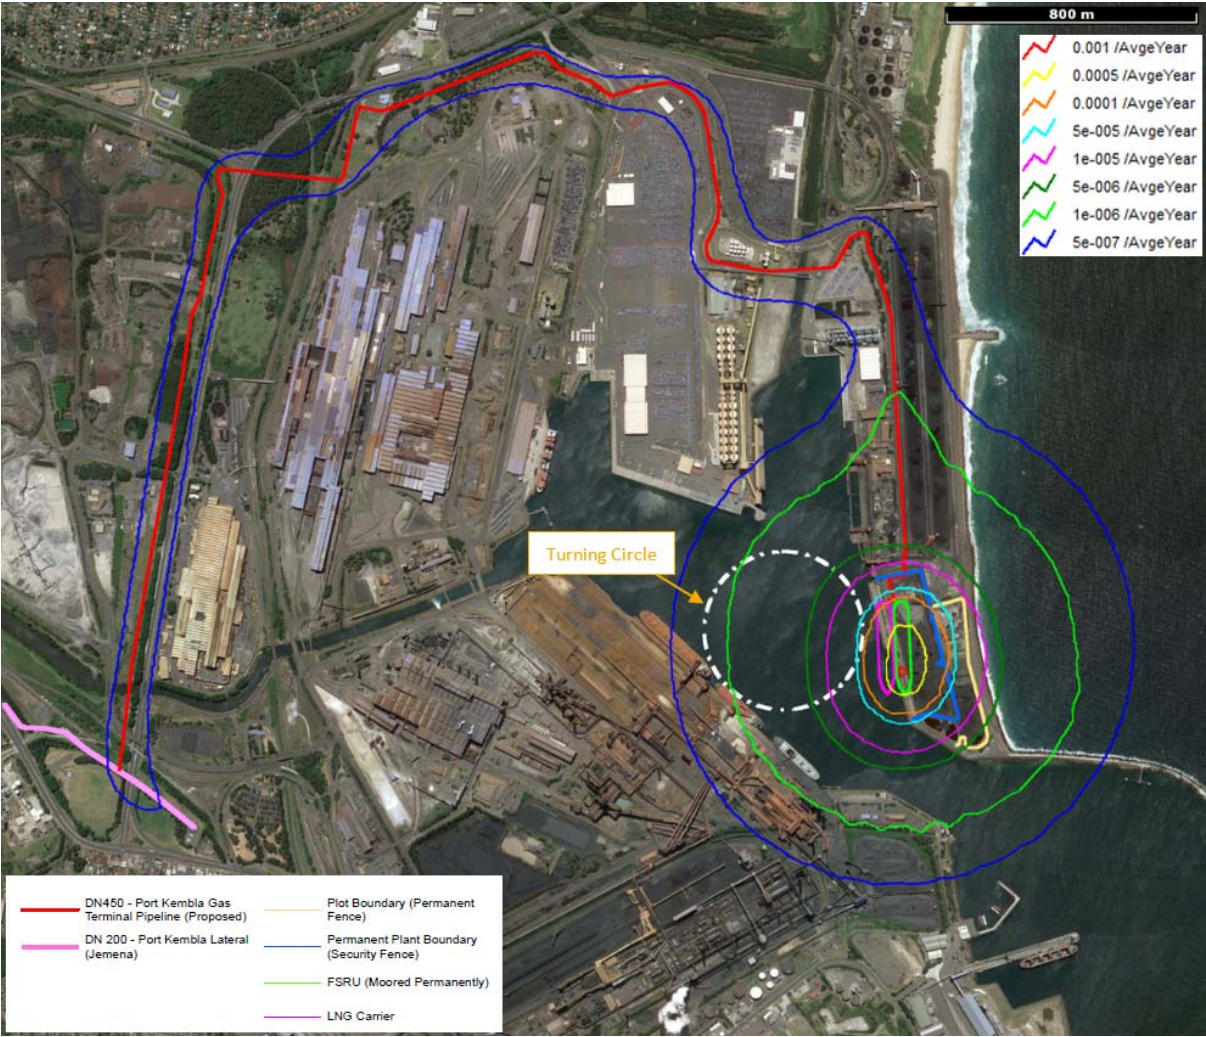 800 m
0.001 /AvgeYear
0.0005 /AvgeYear
0.0001 /AvgeYear
5e-005 /AvgeYear
1e-005 /AvgeYear
5e-006 /AvgeYear
1e-006 /AvgeYear
5e-007 /AvgeYear
Turning Circle
DN450 - Port Kembla Gas
Terminal Pipeline (Proposed)
DN 200 - Port Kembla Lateral
(Jemena)
Plot Boundary (Permanent
Fence)
Permanent Plant Boundary
(Security Fence)
FSRU (Moored Permanently)
LNG Carrier